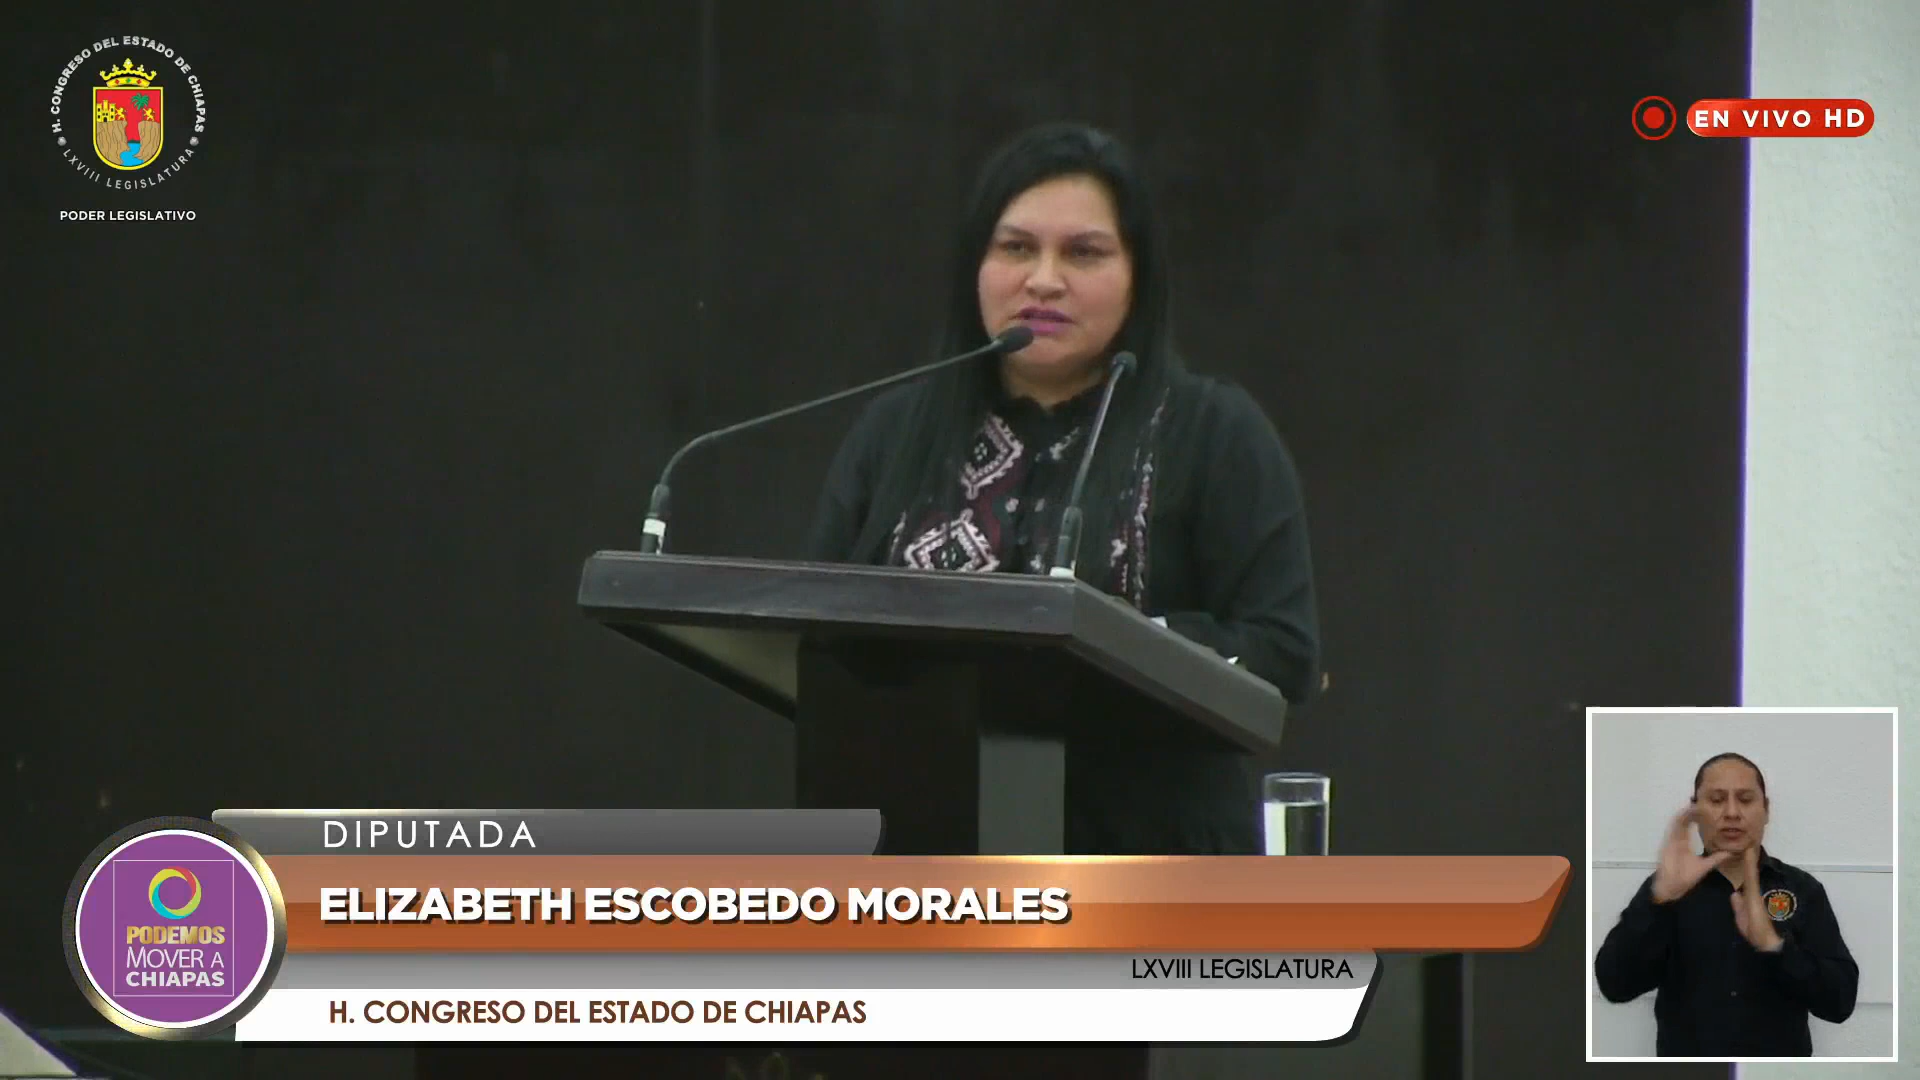 H. CONGRESO DEL ESTADO DE CHIAPAS
LXVIII LEGISLATURA
PODER LEGISLATIVO
EN VIVO HD
DIPUTADA
ELIZABETH ESCOBEDO MORALES
LXVIII LEGISLATURA
H. CONGRESO DEL ESTADO DE CHIAPAS
PODEMOS
MOVER A
CHIAPAS